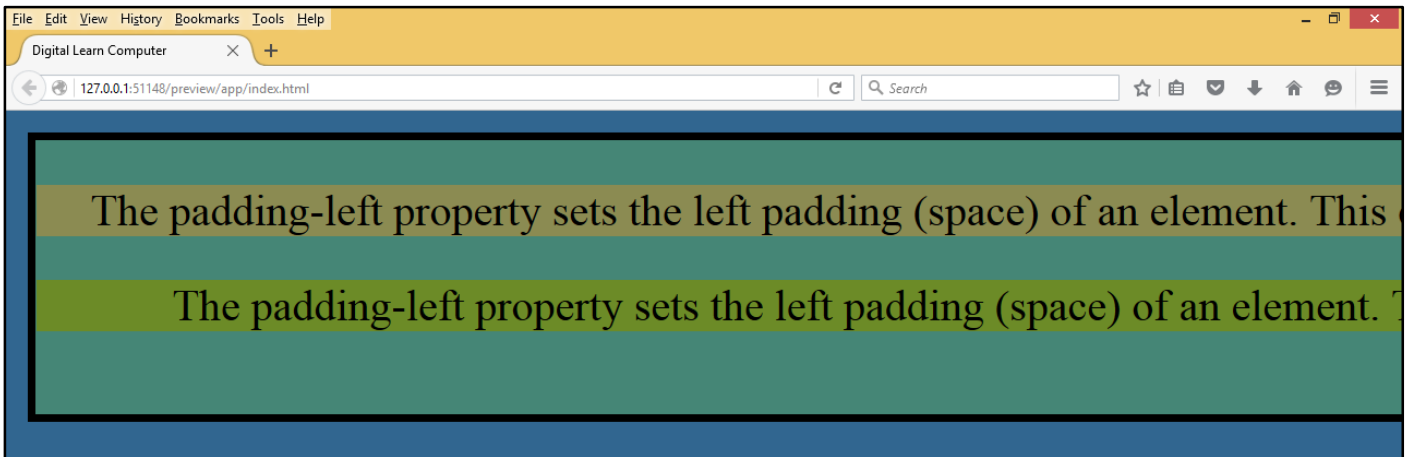 File Edit View History Bookmarks Tools Help
Digital Learn Computer
127.0.0.1:51148/preview/app/index.html Search
The padding-left property sets the left padding (space) of an element. This
The padding-left property sets the left padding (space) of an element.